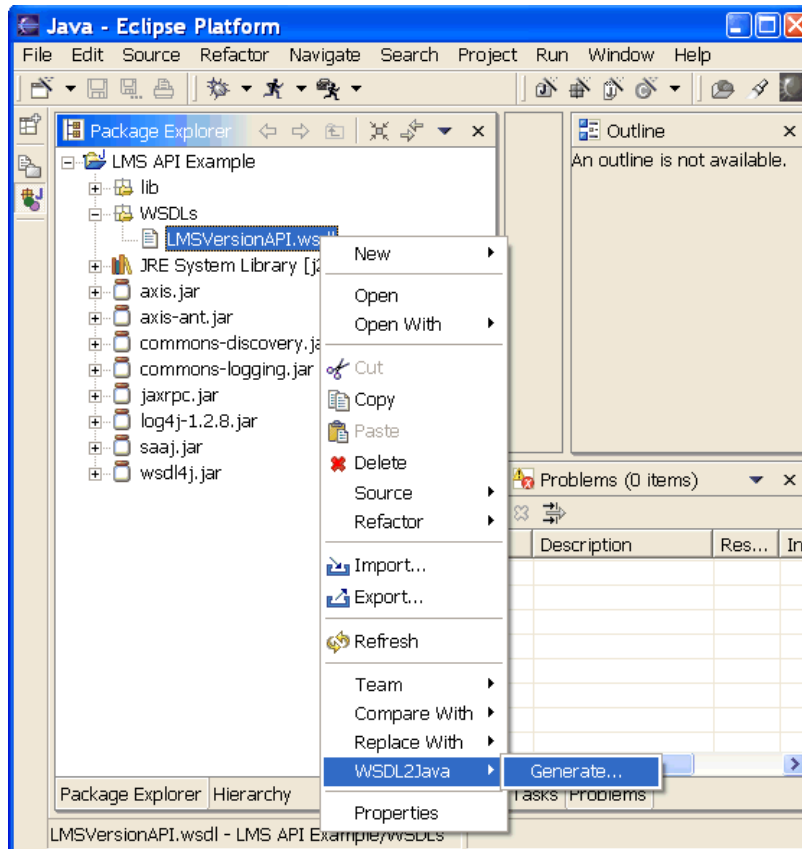 Java - Eclipse Platform
File Edit Source Refactor Navigate Search Project Run Window Help
Package Explorer
Outline
LMS API Example
An outline is not available.
lib
WSDLs
LMSVersionAPI.wsdl
New
JRE System Library [j2
axis.jar
Open
axis-ant.jar
Open With
commons-discovery.ja
commons-logging.jar
Cut
jaxrpc.jar
Copy
log4j-1.2.8.jar
Paste
saaj.jar
Delete
wsdl4j.jar
Problems (0 items)
Source
Refactor
Description Res... In
Import...
Export...
Refresh
Team
Compare With
Replace With
WSDL2Java
Generate...
Package Explorer Hierarchy
Tasks Problems
Properties
LMSVersionAPI.wsdl - LMS API Example/WSDLs